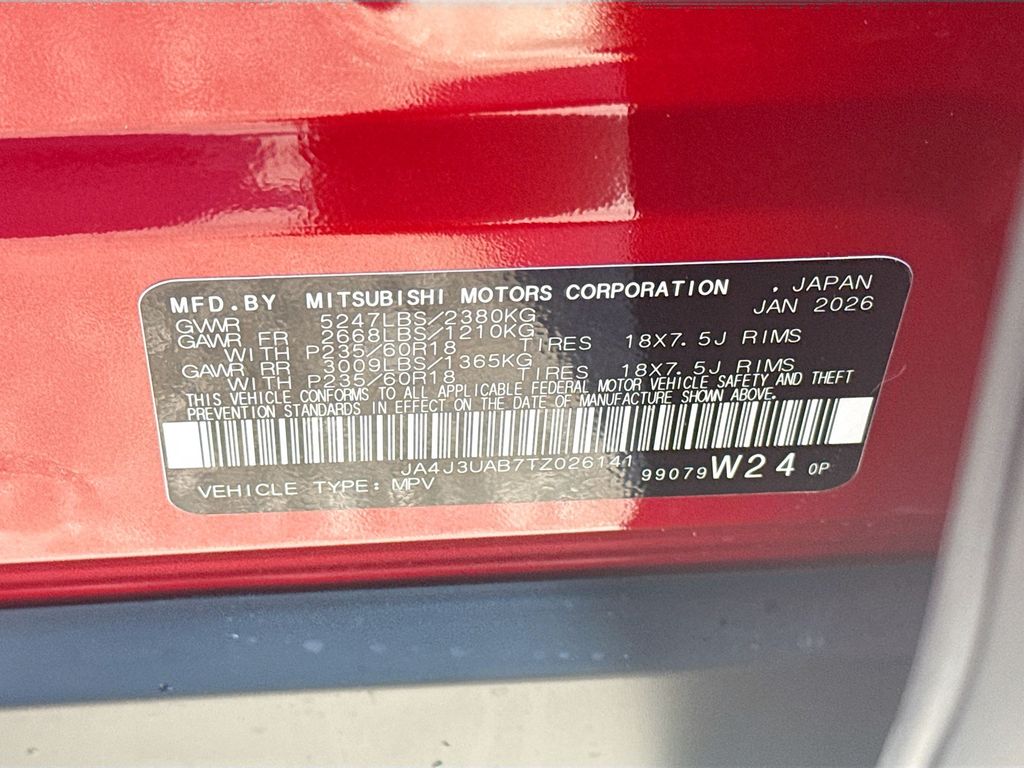 MFD.BY MITSUBISHI MOTORS CORPORATION , JAPAN
JAN 2026
GVWR 5247LBS/2380KG
GAWR FR 2668LBS/1210KG
WITH P235/60R18 TIRES 18X7.5J RIMS
GAWR RR 3009LBS/1365KG
WITH P235/60R18 TIRES 18X7.5J RIMS
THIS VEHICLE CONFORMS TO ALL APPLICABLE FEDERAL MOTOR VEHICLE SAFETY AND THEFT
PREVENTION STANDARDS IN EFFECT ON THE DATE OF MANUFACTURE SHOWN ABOVE.
JA4J3UAB7TZ026141
99079 W24 0P
VEHICLE TYPE: MPV